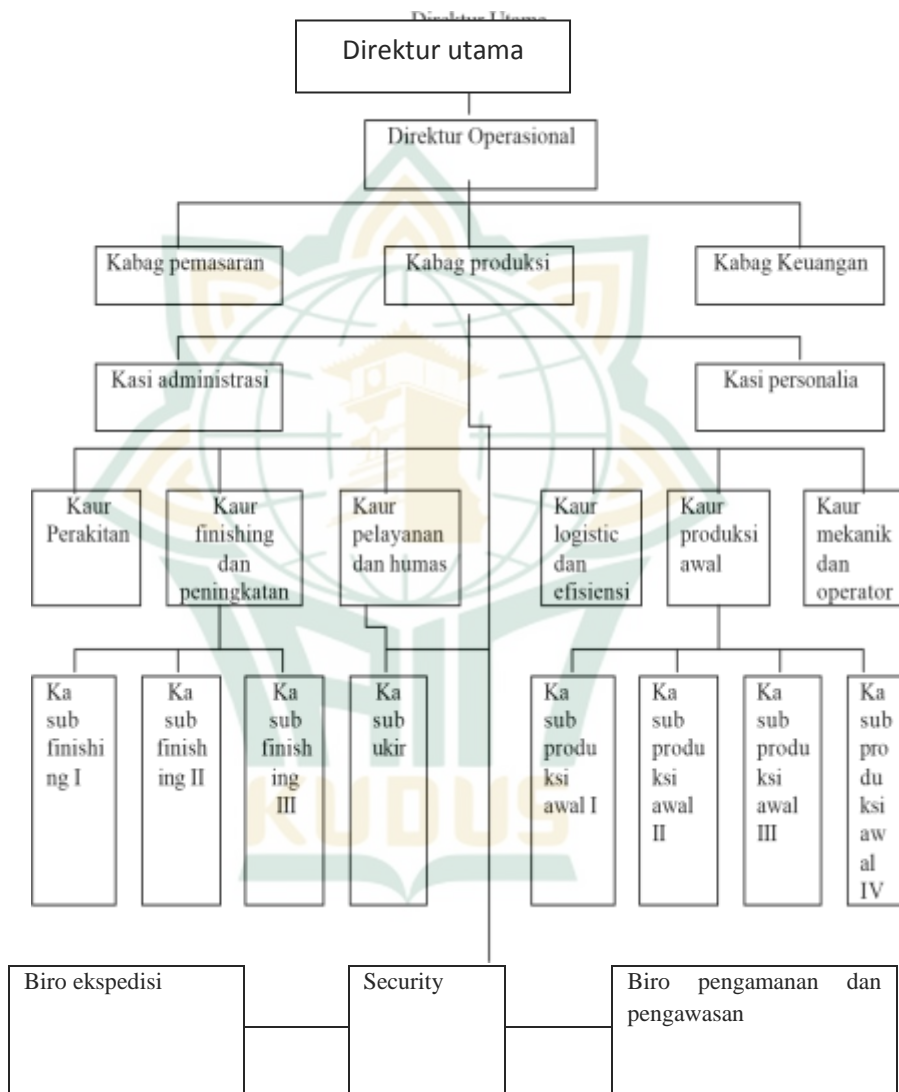 Direktur Utama
Direktur utama
Direktur Operasional
Kabag pemasaran
Kabag produksi
Kabag Keuangan
Kasi administrasi
Kasi personalia
Kaur
Perakitan
Kaur
finishing
dan
peningkatan
Kaur
pelayanan
dan humas
Kaur
logistic
dan
efisiensi
Kaur
produksi
awal
Kaur
mekanik
dan
operator
Ka
sub
finishi
ng I
Ka
sub
finish
ing II
Ka
sub
finish
ing
III
Ka
sub
ukir
Ka
sub
produ
ksi
awal I
Ka
sub
produ
ksi
awal
II
Ka
sub
produ
ksi
awal
III
Ka
sub
pro
du
ksi
aw
al
IV
KUDUS
Biro ekspedisi
Security
Biro pengamanan dan
pengawasan